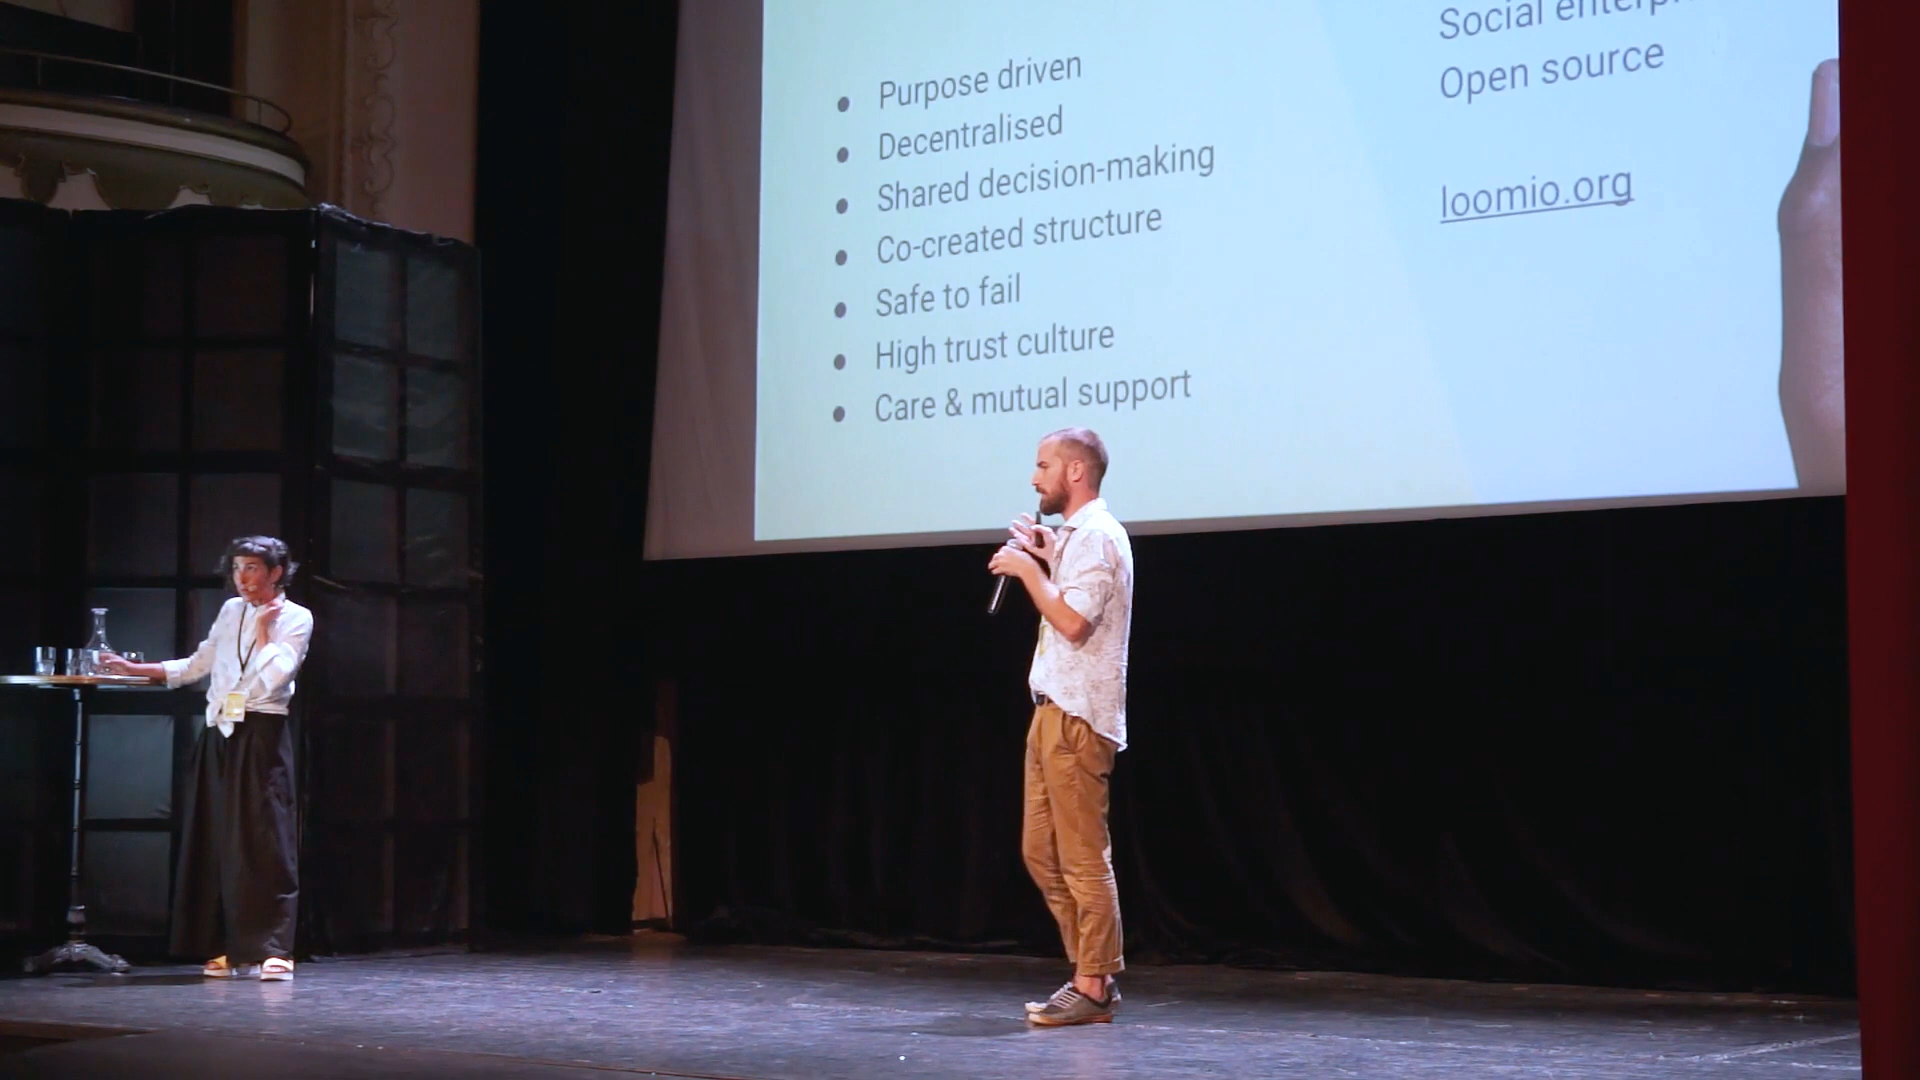 Purpose driven
Decentralised
Shared decision-making
Co-created structure
Safe to fail
High trust culture
Care & mutual support
Social
Open source
loomio.org